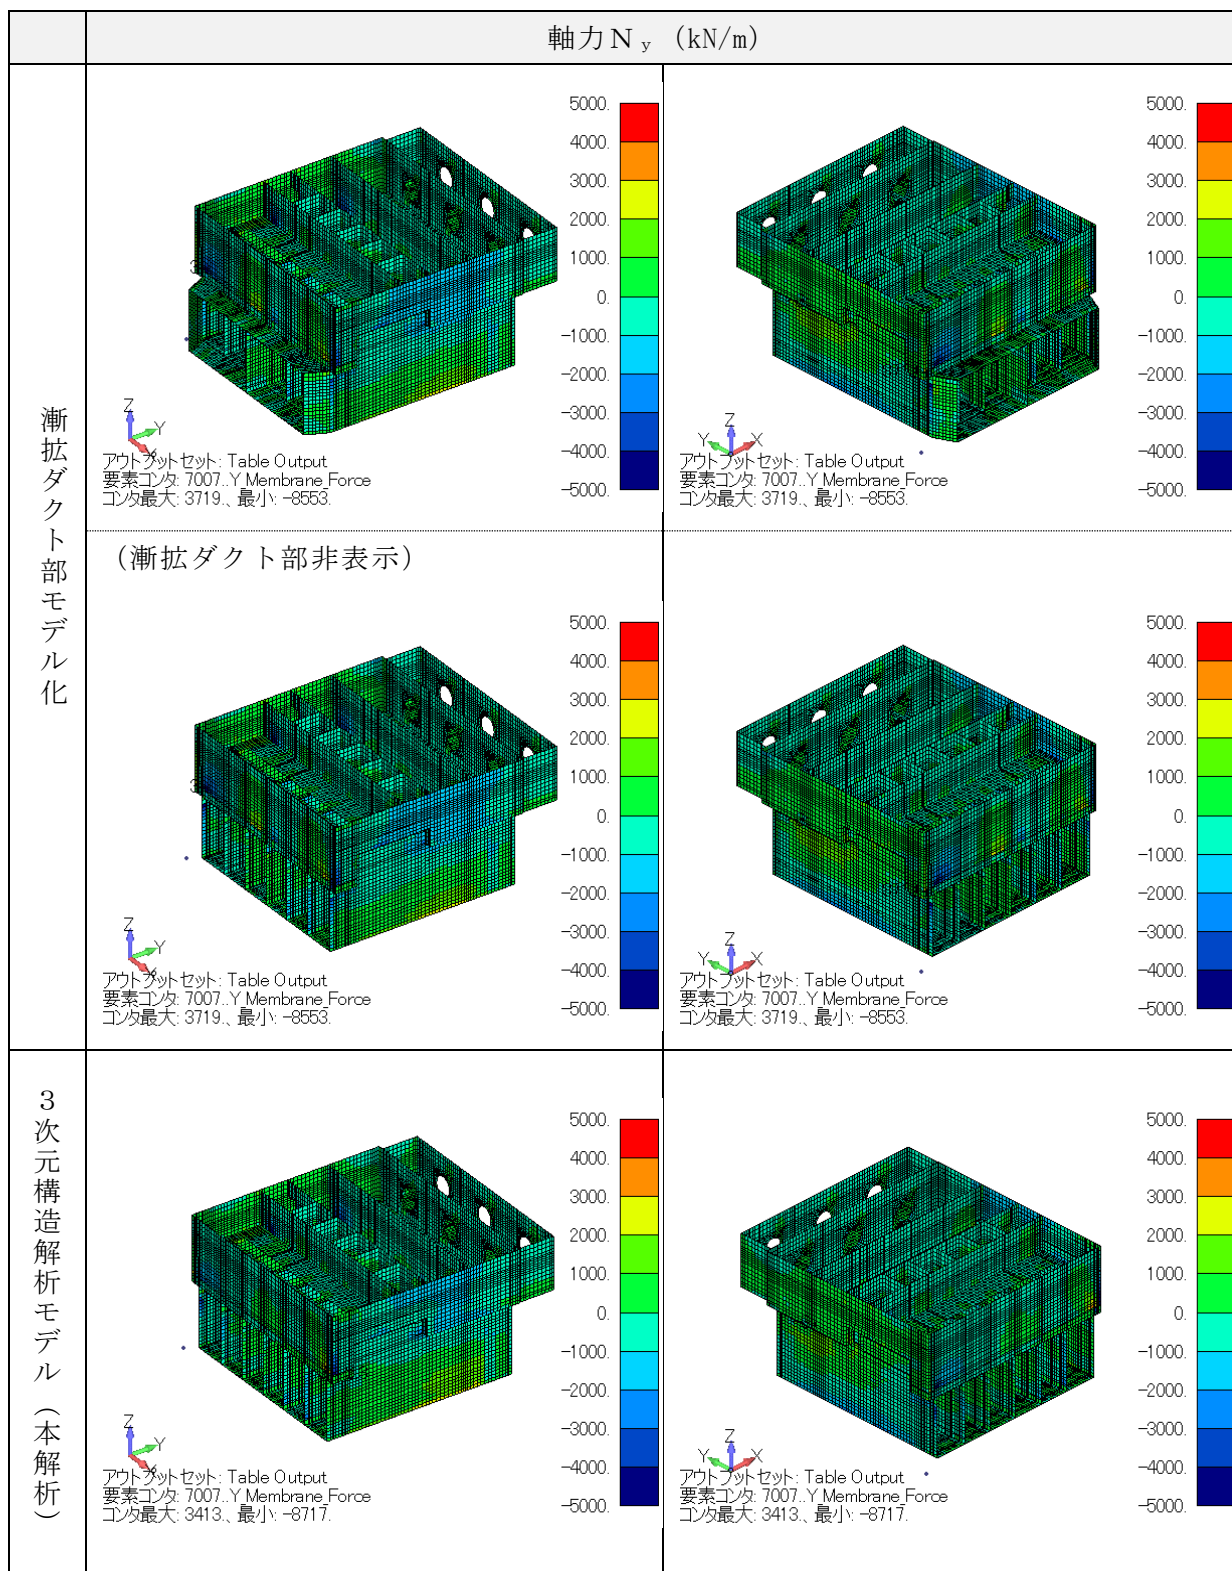 軸力Ny (kN/m)
漸拡ダクト部モデル化
5000.
4000.
3000.
2000.
1000.
0.
-1000.
-2000.
-3000.
-4000.
-5000.
3
Z
Y
X
アウトプットセット: Table Output
要素コンタ: 7007..Y Membrane Force
コンタ最大: 3719.、最小: -8553.
5000.
4000.
3000.
2000.
1000.
0.
-1000.
-2000.
-3000.
-4000.
-5000.
Z
Y
X
アウトプットセット: Table Output
要素コンタ: 7007..Y Membrane Force
コンタ最大: 3719.、最小: -8553.
(漸拡ダクト部非表示)
5000.
4000.
3000.
2000.
1000.
0.
-1000.
-2000.
-3000.
-4000.
-5000.
3
Z
Y
X
アウトプットセット: Table Output
要素コンタ: 7007..Y Membrane Force
コンタ最大: 3719.、最小: -8553.
5000.
4000.
3000.
2000.
1000.
0.
-1000.
-2000.
-3000.
-4000.
-5000.
Z
Y
X
アウトプットセット: Table Output
要素コンタ: 7007..Y Membrane Force
コンタ最大: 3719.、最小: -8553.
3次元構造解析モデル(本解析)
5000.
4000.
3000.
2000.
1000.
0.
-1000.
-2000.
-3000.
-4000.
-5000.
Z
Y
X
アウトプットセット: Table Output
要素コンタ: 7007..Y Membrane Force
コンタ最大: 3413.、最小: -8717.
5000.
4000.
3000.
2000.
1000.
0.
-1000.
-2000.
-3000.
-4000.
-5000.
Z
Y
X
アウトプットセット: Table Output
要素コンタ: 7007..Y Membrane Force
コンタ最大: 3413.、最小: -8717.